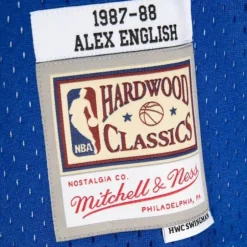 1987-88
ALEX ENGLISH
NBA
HARDWOOD
CLASSICS
NOSTALGIA CO.
Mitchell & Ness
PHILADELPHIA, PA.
HWC SWINGMAN